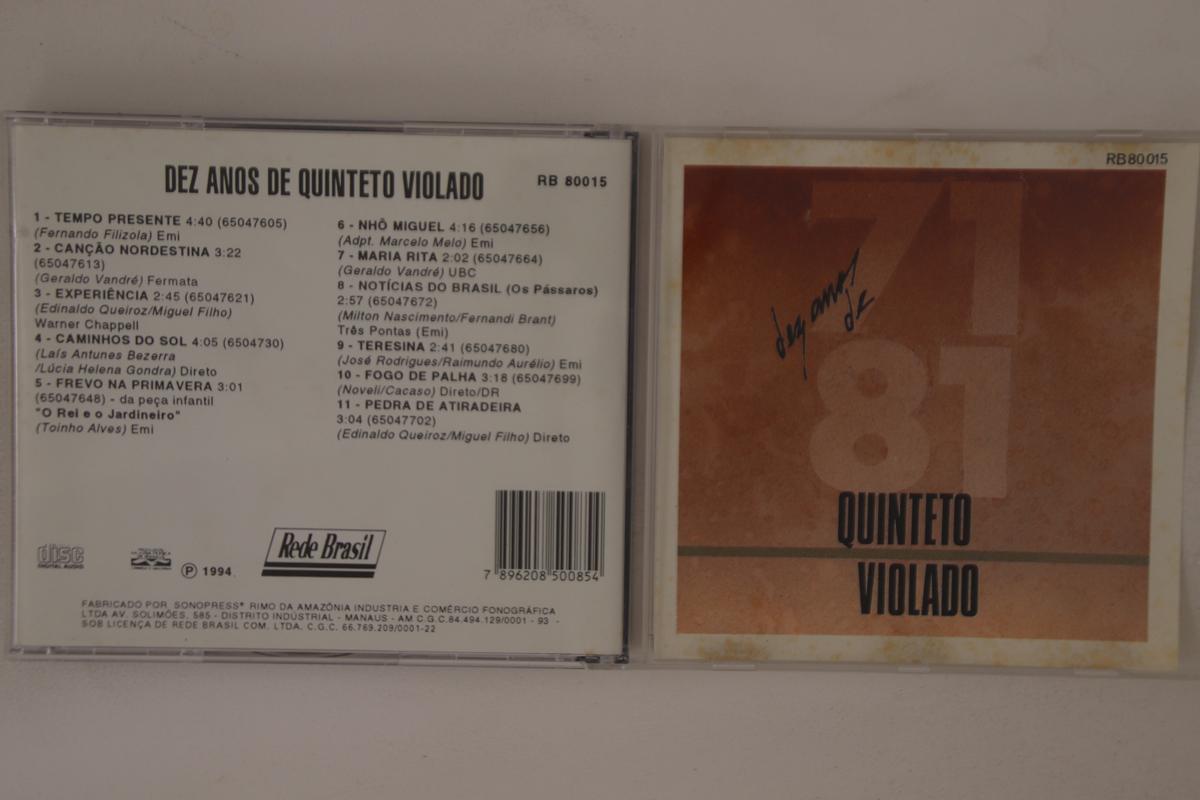 DEZ ANOS DE QUINTETO VIOLADO
RB 80015
1 - TEMPO PRESENTE 4:40 (65047605)
(Fernando Filizola) Emi
2 - CANÇÃO NORDESTINA 3:22
(65047613)
(Geraldo Vandré) Fermata
3 - EXPERIÊNCIA 2:45 (65047621)
(Edinaldo Queiroz/Miguel Filho)
Warner Chappell
4 - CAMINHOS DO SOL 4:05 (6504730)
(Laís Antunes Bezerra
/Lúcia Helena Gondra) Direto
5 - FREVO NA PRIMAVERA 3:01
(65047648) - da peça infantil
"O Rei e o Jardineiro"
(Toinho Alves) Emi
6 - NHÔ MIGUEL 4:16 (65047656)
(Adpt. Marcelo Melo) Emi
7 - MARIA RITA 2:02 (65047664)
(Geraldo Vandré) UBC
8 - NOTÍCIAS DO BRASIL (Os Pássaros)
2:57 (65047672)
(Milton Nascimento/Fernandi Brant)
Três Pontas (Emi)
9 - TERESINA 2:41 (65047680)
(José Rodrigues/Raimundo Aurélio) Emi
10 - FOGO DE PALHA 3:18 (65047699)
(Noveli/Cacaso) Direto/DR
11 - PEDRA DE ATIRADEIRA
3:04 (65047702)
(Edinaldo Queiroz/Miguel Filho) Direto
disc
DIGITAL AUDIO
℗ 1994
Rede Brasil
7 896208 500854
FABRICADO POR SONOPRESS® RIMO DA AMAZÔNIA INDUSTRIA E COMÉRCIO FONOGRÁFICA
LTDA AV. SOLIMÕES, 585 - DISTRITO INDUSTRIAL - MANAUS - AM C.G.C.84.494.129/0001 - 93 -
SOB LICENÇA DE REDE BRASIL COM. LTDA. C.G.C. 66.769.209/0001-22
RB80015
71
dez anos
de
81
QUINTETO
VIOLADO